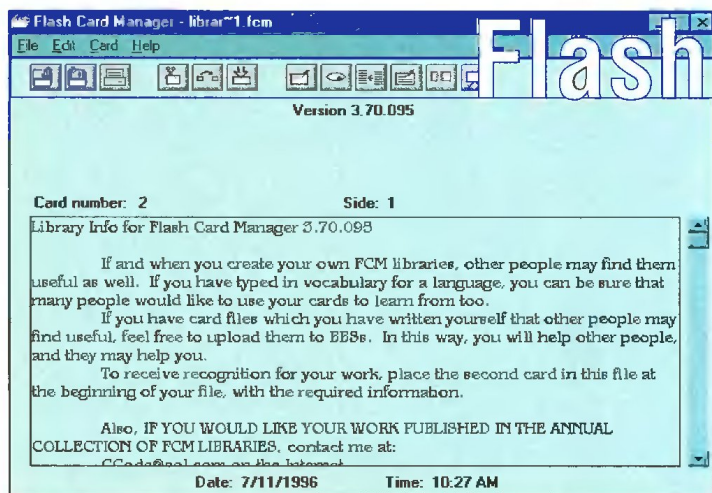 Flash Card Manager - librar~1.fcm
Flash
File Edit Card Help
Version 3.70.095
Card number: 2 Side: 1
Library Info for Flash Card Manager 3.70.095
If and when you create your own FCM libraries, other people may find them
useful as well. If you have typed in vocabulary for a language, you can be sure that
many people would like to use your cards to learn from too.
If you have card files which you have written yourself that other people may
find useful, feel free to upload them to BBSs. In this way, you will help other people,
and they may help you.
To receive recognition for your work, place the second card in this file at
the beginning of your file, with the required information.
Also, IF YOU WOULD LIKE YOUR WORK PUBLISHED IN THE ANNUAL
COLLECTION OF FCM LIBRARIES, contact me at:
on the Internet
Date: 7/11/1996 Time: 10:27 AM